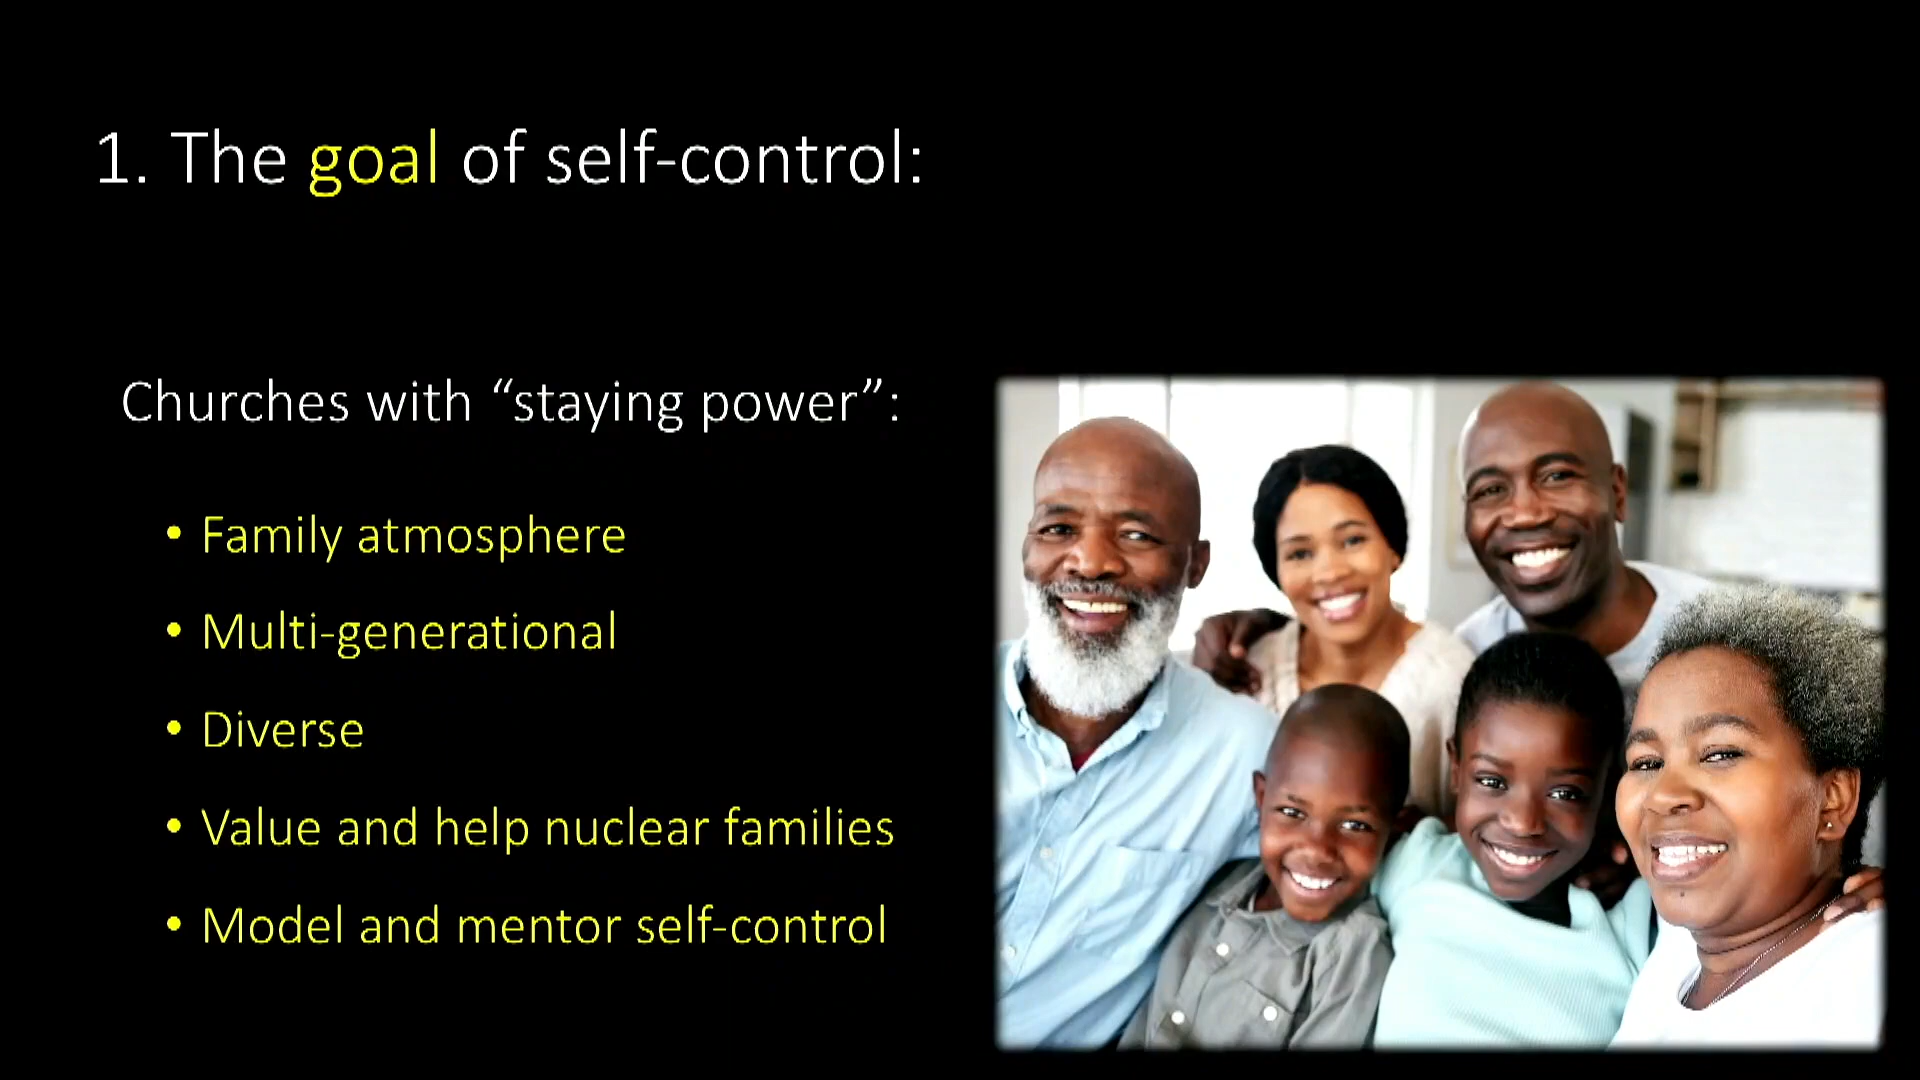 1. The goal of self-control:
Churches with “staying power”:
• Family atmosphere
• Multi-generational
• Diverse
• Value and help nuclear families
• Model and mentor self-control